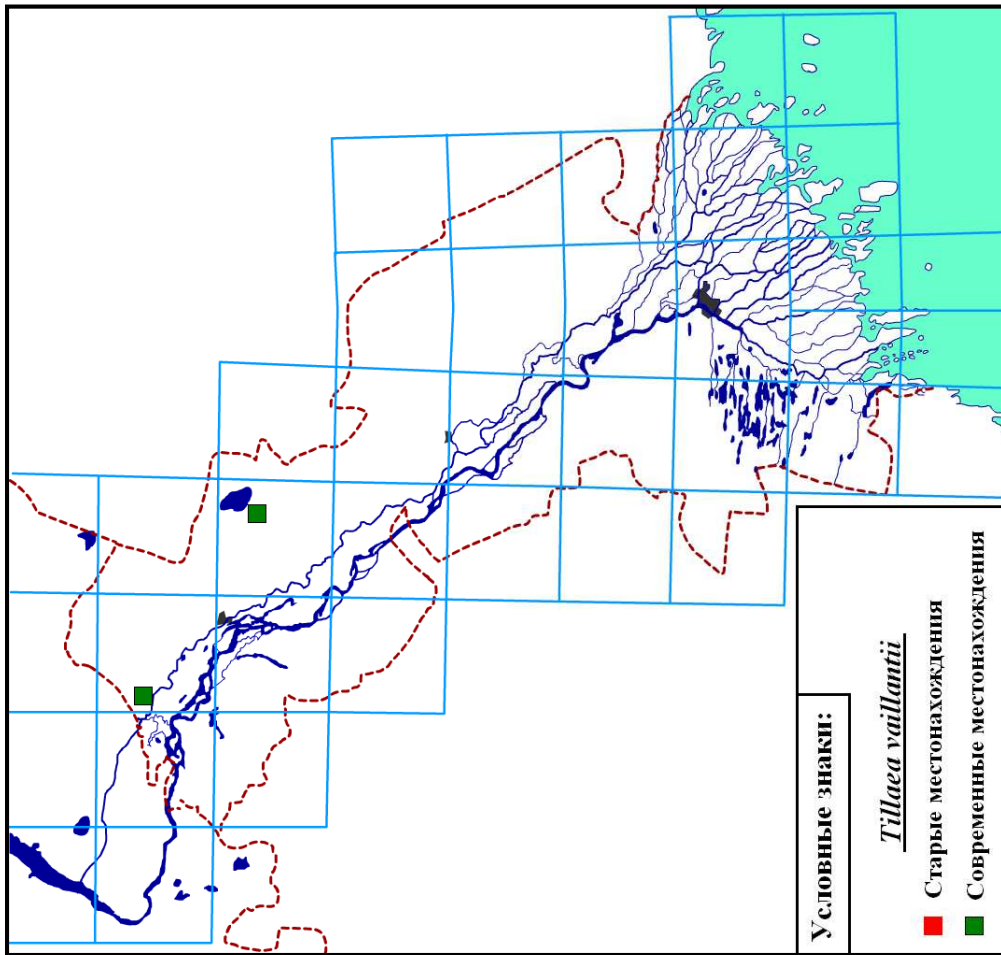 Условные знаки:
Tillaea vaillantii
Старые местонахождения
Современные местонахождения